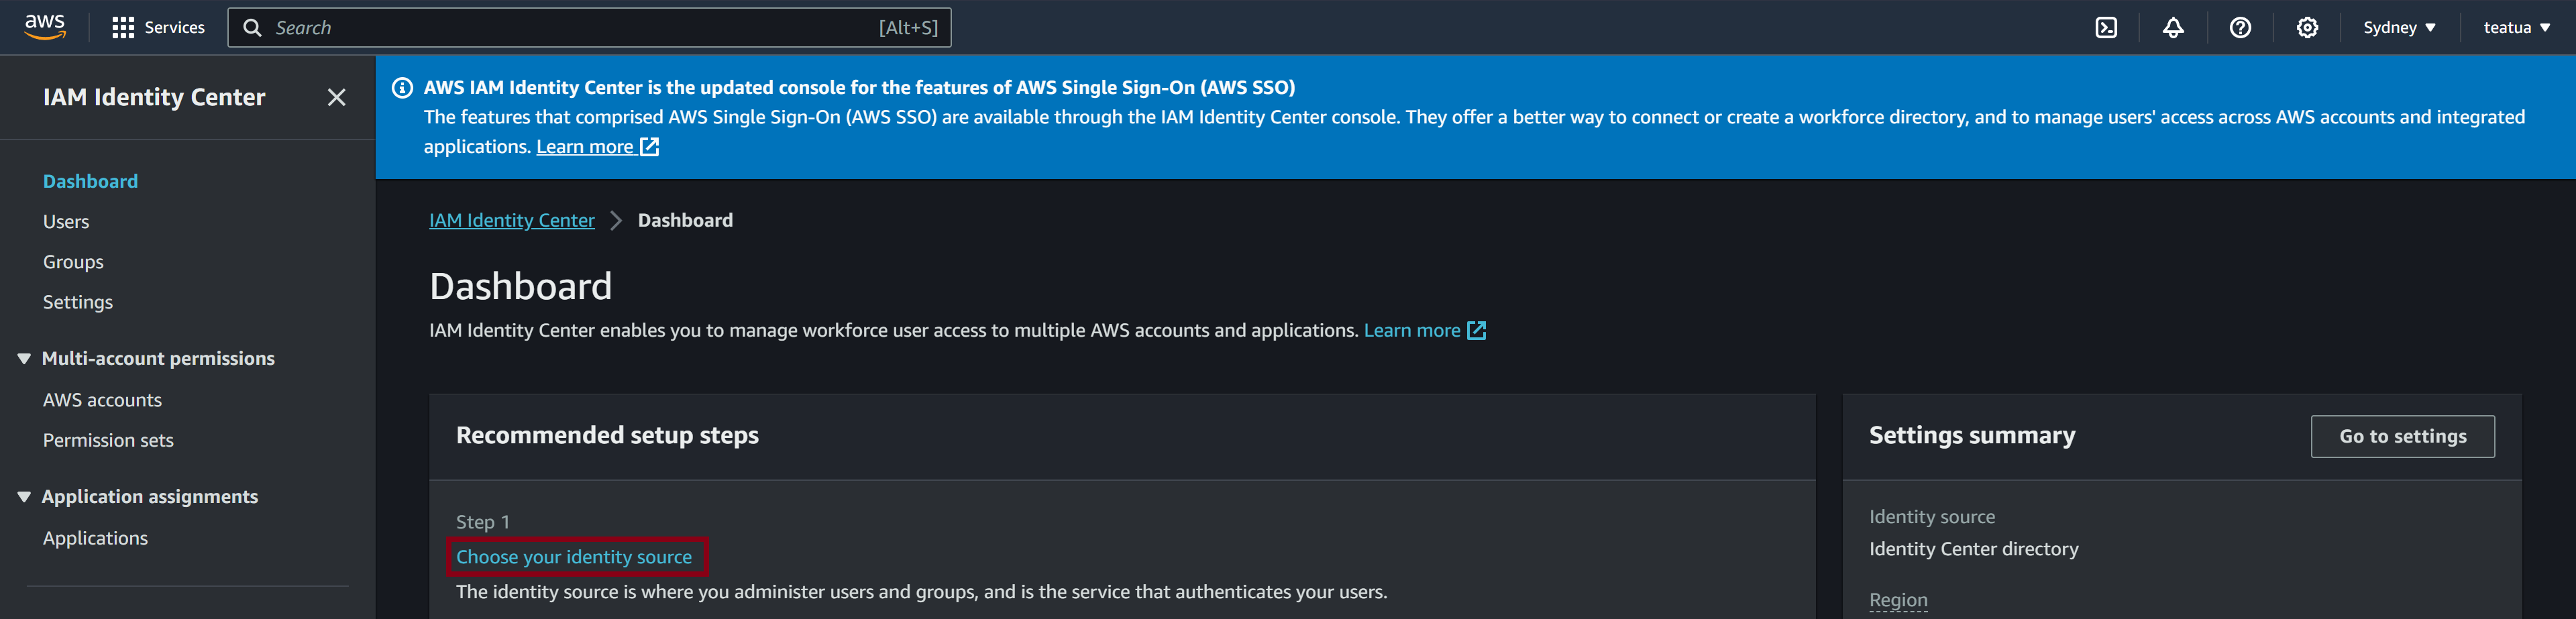 aws
Services
Search
[Alt+S]
Sydney
teatua
IAM Identity Center
Dashboard
Users
Groups
Settings
Multi-account permissions
AWS accounts
Permission sets
Application assignments
Applications
AWS IAM Identity Center is the updated console for the features of AWS Single Sign-On (AWS SSO)
The features that comprised AWS Single Sign-On (AWS SSO) are available through the IAM Identity Center console. They offer a better way to connect or create a workforce directory, and to manage users' access across AWS accounts and integrated
applications. Learn more
IAM Identity Center > Dashboard
Dashboard
IAM Identity Center enables you to manage workforce user access to multiple AWS accounts and applications. Learn more
Recommended setup steps
Step 1
Choose your identity source
The identity source is where you administer users and groups, and is the service that authenticates your users.
Settings summary
Go to settings
Identity source
Identity Center directory
Region